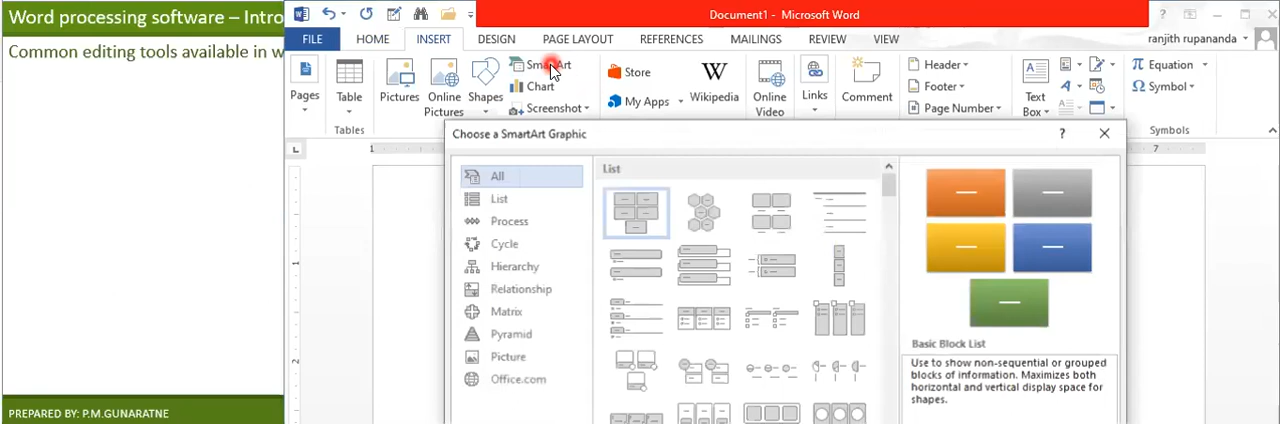 Word processing software – Intro
Common editing tools available in w
PREPARED BY: P.M.GUNARATNE
Document1 - Microsoft Word
FILE HOME INSERT DESIGN PAGE LAYOUT REFERENCES MAILINGS REVIEW VIEW
ranjith rupananda
Pages
Table
Tables
Pictures
Online
Pictures
Shapes
SmartArt
Chart
Screenshot
Store
My Apps
Wikipedia
Online
Video
Links
Comment
Header
Footer
Page Number
Text
Box
Equation
Symbol
Symbols
L 1 7
1
2
Choose a SmartArt Graphic
?
All
List
Process
Cycle
Hierarchy
Relationship
Matrix
Pyramid
Picture
Office.com
List
Basic Block List
Use to show non-sequential or grouped
blocks of information. Maximizes both
horizontal and vertical display space for
shapes.